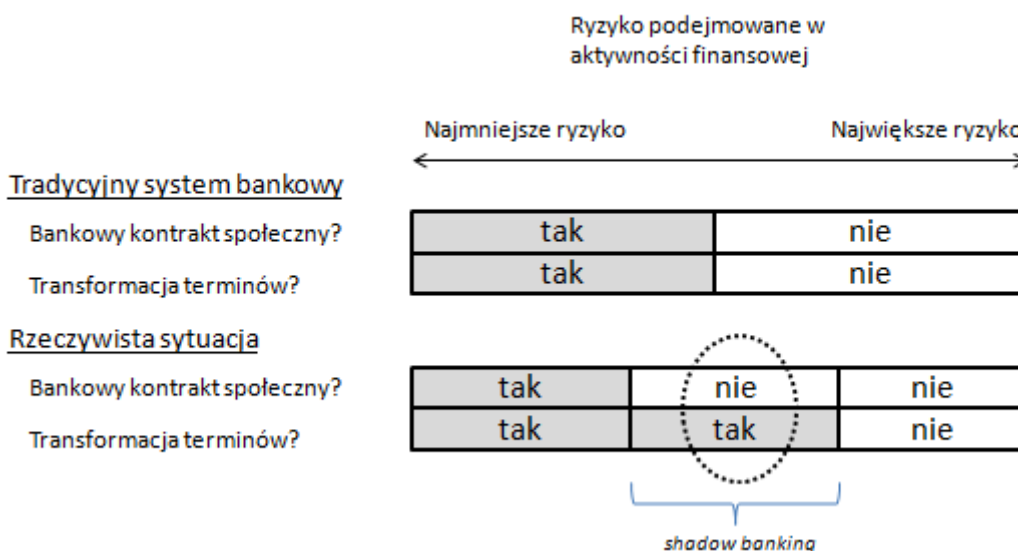 Ryzyko podejmowane w
aktywności finansowej
Najmniejsze ryzyko Największe ryzyko
Tradycyjny system bankowy
Bankowy kontrakt społeczny? tak nie
Transformacja terminów? tak nie
Rzeczywista sytuacja
Bankowy kontrakt społeczny? tak nie nie
Transformacja terminów? tak tak nie
shadow banking